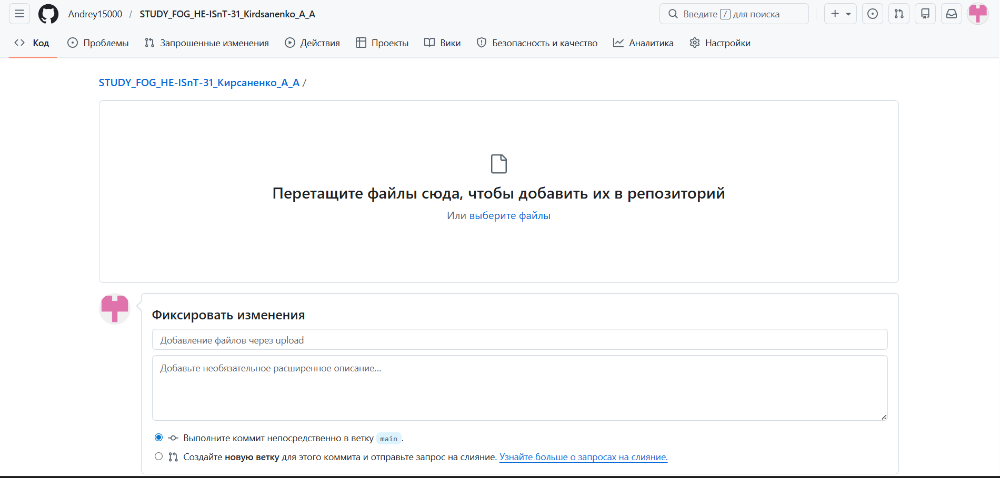 Andrey15000 / STUDY_FOG_HE-ISnT-31_Kirdsanenko_A_A
Введите / для поиска
Код Проблемы Запрошенные изменения Действия Проекты Вики Безопасность и качество Аналитика Настройки
STUDY_FOG_HE-ISnT-31_Кирсаненко_А_А /
Перетащите файлы сюда, чтобы добавить их в репозиторий
Или выберите файлы
Фиксировать изменения
Добавление файлов через upload
Добавьте необязательное расширенное описание...
Выполните коммит непосредственно в ветку main .
Создайте новую ветку для этого коммита и отправьте запрос на слияние. Узнайте больше о запросах на слияние.